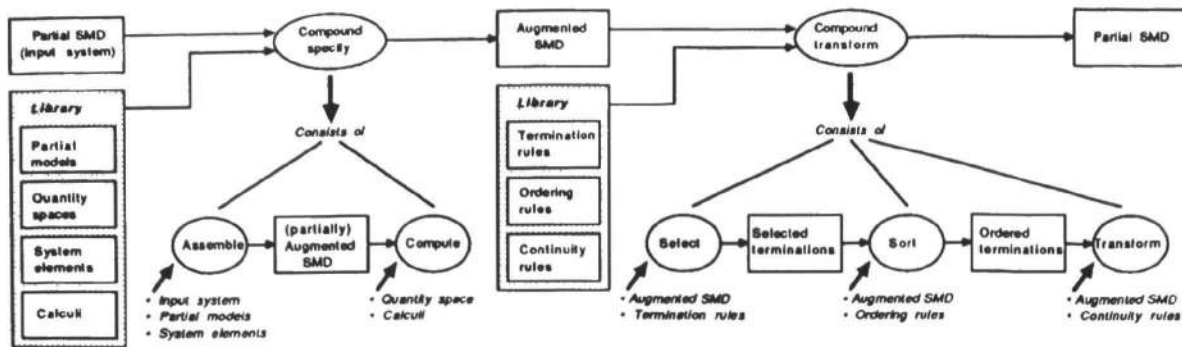 Partial SMD
(Input system)
Compound
specify
Augmented
SMD
Compound
transform
Partial SMD
Library
Partial
models
Quantity
spaces
System
elements
Calculi
Consists of
Assemble
(partially)
Augmented
SMD
Compute
• Input system
• Partial models
• System elements
• Quantity space
• Calculi
Library
Termination
rules
Ordering
rules
Continuity
rules
Consists of
Select
Selected
terminations
Sort
Ordered
terminations
Transform
• Augmented SMD
• Termination rules
• Augmented SMD
• Ordering rules
• Augmented SMD
• Continuity rules